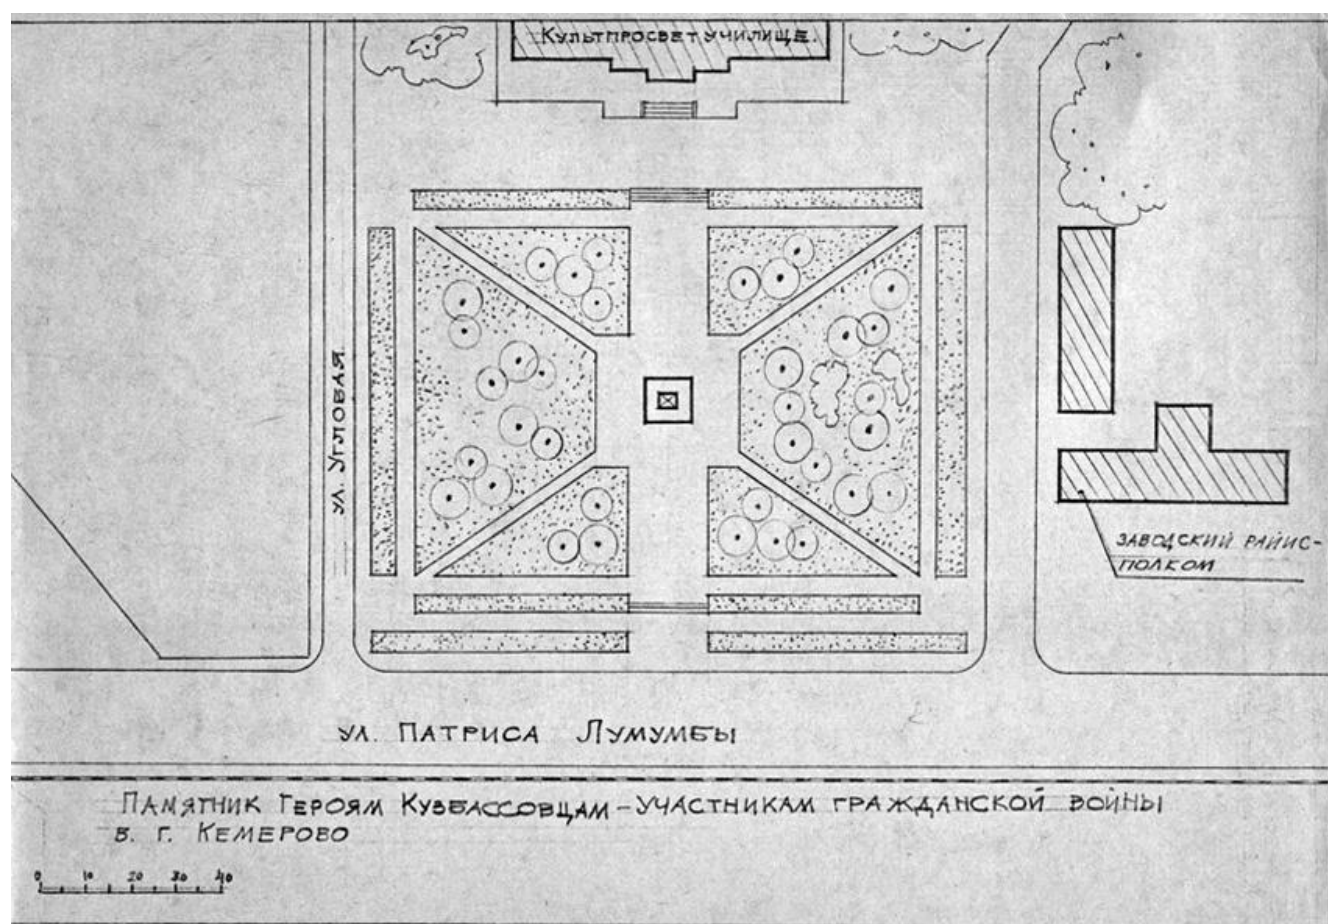 КУЛЬТПРОСВЕТУЧИЛИЩЕ.
УЛ. УГЛОВАЯ
ЗАВОДСКИЙ РАЙИС-
ПОЛКОМ
УЛ. ПАТРИСА ЛУМУМБЫ
ПАМЯТНИК ГЕРОЯМ КУЗБАССОВЦАМ - УЧАСТНИКАМ ГРАЖДАНСКОЙ ВОЙНЫ
В. Г. КЕМЕРОВО
0 10 20 30 40